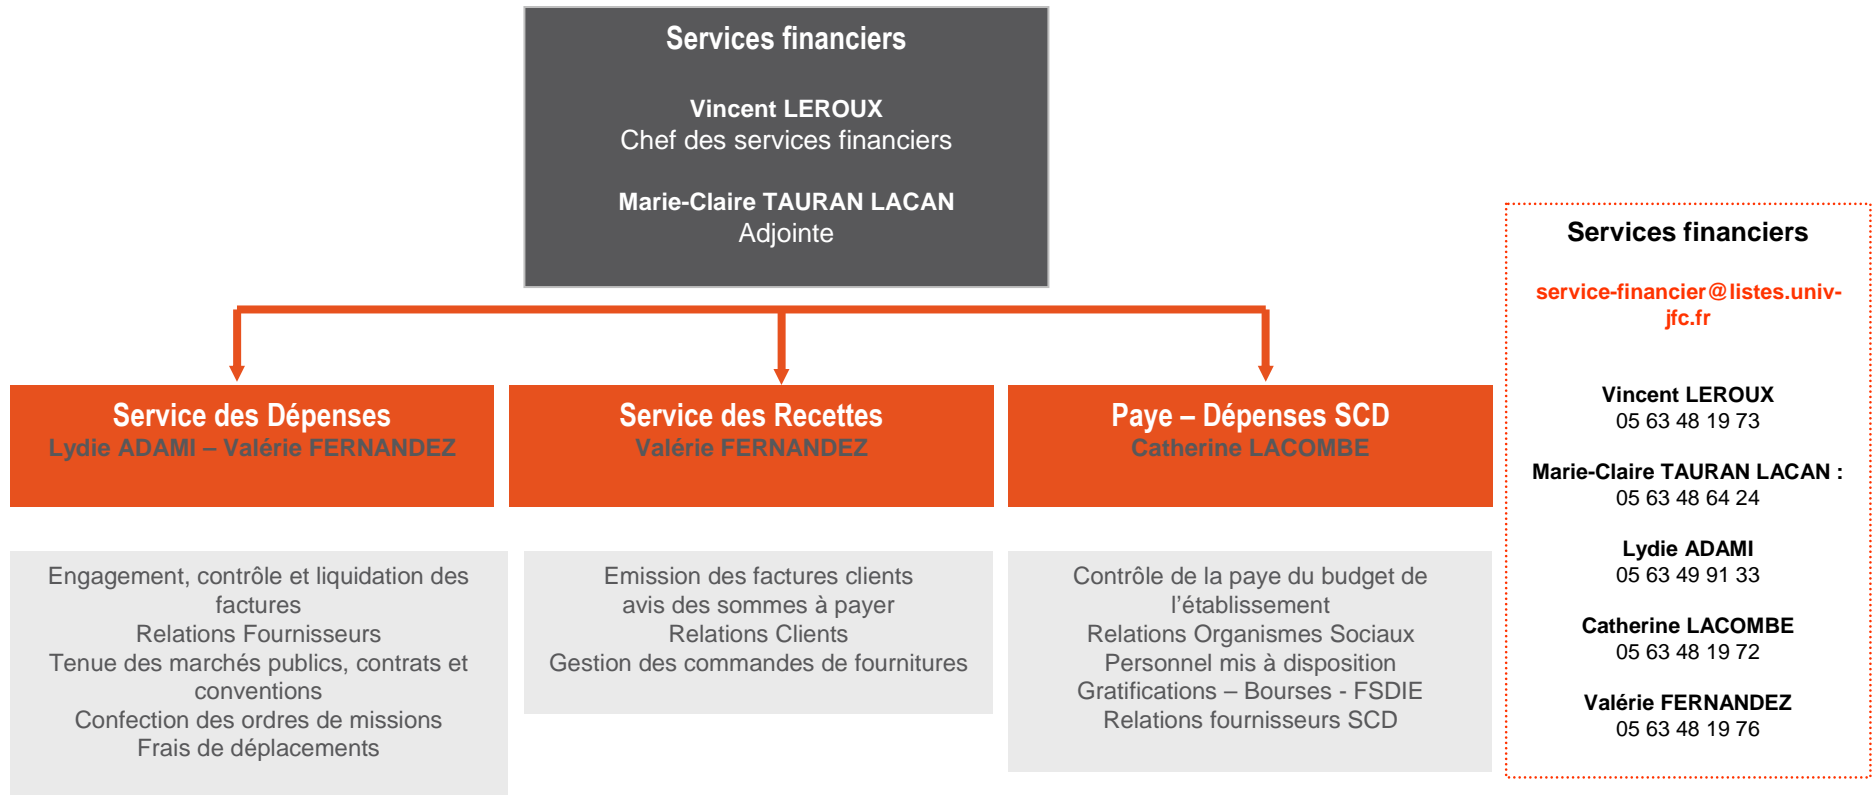 Services financiers
Vincent LEROUX
Chef des services financiers
Marie-Claire TAURAN LACAN
Adjointe
Service des Dépenses
Lydie ADAMI – Valérie FERNANDEZ
Engagement, contrôle et liquidation des
factures
Relations Fournisseurs
Tenue des marchés publics, contrats et
conventions
Confection des ordres de missions
Frais de déplacements
Service des Recettes
Valérie FERNANDEZ
Emission des factures clients
avis des sommes à payer
Relations Clients
Gestion des commandes de fournitures
Paye – Dépenses SCD
Catherine LACOMBE
Contrôle de la paye du budget de
l’établissement
Relations Organismes Sociaux
Personnel mis à disposition
Gratifications – Bourses - FSDIE
Relations fournisseurs SCD
Services financiers
service-financier@listes.univ-
jfc.fr
Vincent LEROUX
05 63 48 19 73
Marie-Claire TAURAN LACAN :
05 63 48 64 24
Lydie ADAMI
05 63 49 91 33
Catherine LACOMBE
05 63 48 19 72
Valérie FERNANDEZ
05 63 48 19 76